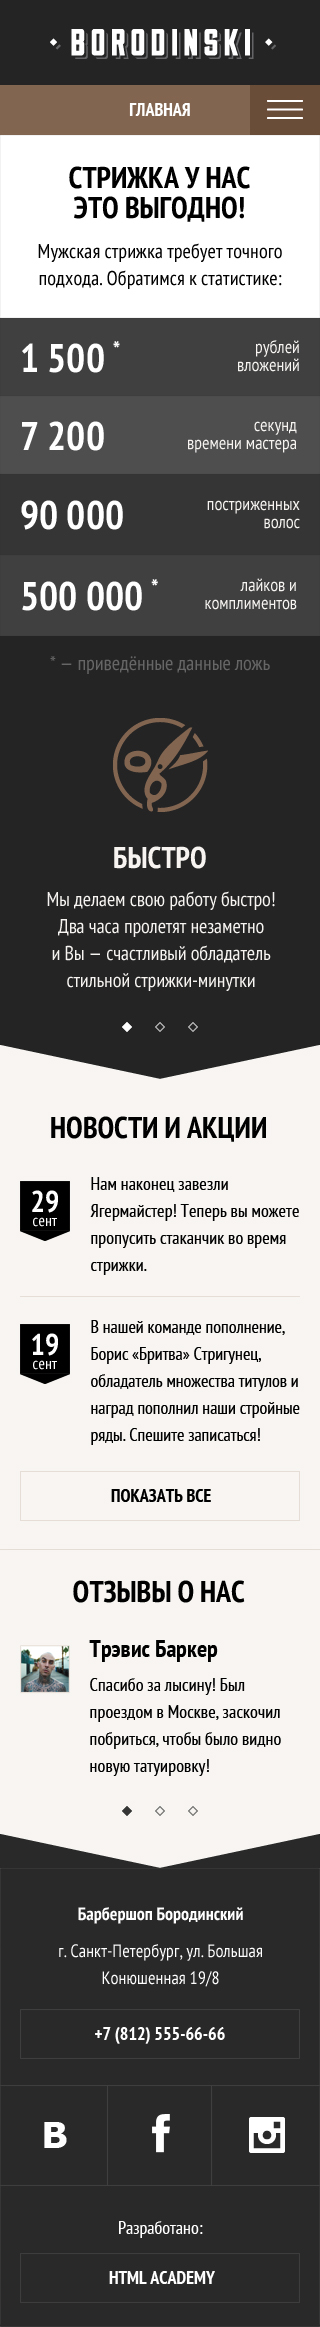 BORODINSKI
ГЛАВНАЯ
СТРИЖКА У НАС
ЭТО ВЫГОДНО!
Мужская стрижка требует точного
подхода. Обратимся к статистике:
1 500 *
рублей
вложений
7 200
секунд
времени мастера
90 000
постриженных
волос
500 000 *
лайков и
комплиментов
* — приведённые данные ложь
БЫСТРО
Мы делаем свою работу быстро!
Два часа пролетят незаметно
и Вы — счастливый обладатель
стильной стрижки-минутки
НОВОСТИ И АКЦИИ
29
сент
Нам наконец завезли
Ягермайстер! Теперь вы можете
пропустить стаканчик во время
стрижки.
19
сент
В нашей команде пополнение,
Борис «Бритва» Стригунец,
обладатель множества титулов и
наград пополнил наши стройные
ряды. Спешите записаться!
ПОКАЗАТЬ ВСЕ
ОТЗЫВЫ О НАС
Трэвис Баркер
Спасибо за лысину! Был
проездом в Москве, заскочил
побриться, чтобы было видно
новую татуировку!
Барбершоп Бородинский
г. Санкт-Петербург, ул. Большая
Конюшенная 19/8
+7 (812) 555-66-66
Разработано:
HTML ACADEMY